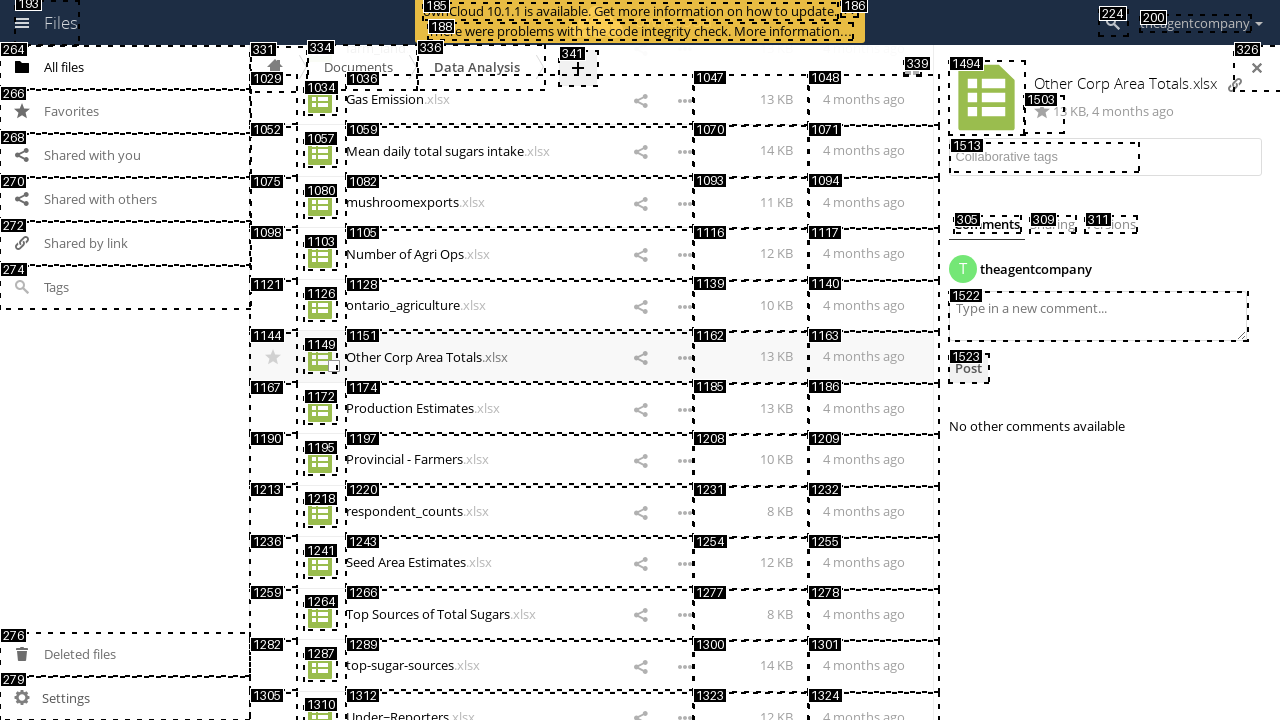 193
Files
185
ownCloud 10.1.1 is available. Get more information on how to update.
186
188
There were problems with the code integrity check. More information…
224
200
theagentcompany
264
All files
266
Favorites
268
Shared with you
270
Shared with others
272
Shared by link
274
Tags
276
Deleted files
279
Settings
331
334
Documents
336
Data Analysis
341
+
339
326
1029
1034
1036
Gas Emission.xlsx
1047
13 KB
1048
4 months ago
1052
1057
1059
Mean daily total sugars intake.xlsx
1070
14 KB
1071
4 months ago
1075
1080
1082
mushroomexports.xlsx
1093
11 KB
1094
4 months ago
1098
1103
1105
Number of Agri Ops.xlsx
1116
12 KB
1117
4 months ago
1121
1126
1128
ontario_agriculture.xlsx
1139
10 KB
1140
4 months ago
1144
1149
1151
Other Corp Area Totals.xlsx
1162
13 KB
1163
4 months ago
1167
1172
1174
Production Estimates.xlsx
1185
13 KB
1186
4 months ago
1190
1195
1197
Provincial - Farmers.xlsx
1208
10 KB
1209
4 months ago
1213
1218
1220
respondent_counts.xlsx
1231
8 KB
1232
4 months ago
1236
1241
1243
Seed Area Estimates.xlsx
1254
12 KB
1255
4 months ago
1259
1264
1266
Top Sources of Total Sugars.xlsx
1277
8 KB
1278
4 months ago
1282
1287
1289
top-sugar-sources.xlsx
1300
14 KB
1301
4 months ago
1305
1310
1312
Under–Reporters.xlsx
1323
12 KB
1324
4 months ago
1494
Other Corp Area Totals.xlsx
1503
13 KB, 4 months ago
1513
Collaborative tags
305
Comments
309
Sharing
311
Versions
T
theagentcompany
1522
Type in a new comment...
1523
Post
No other comments available